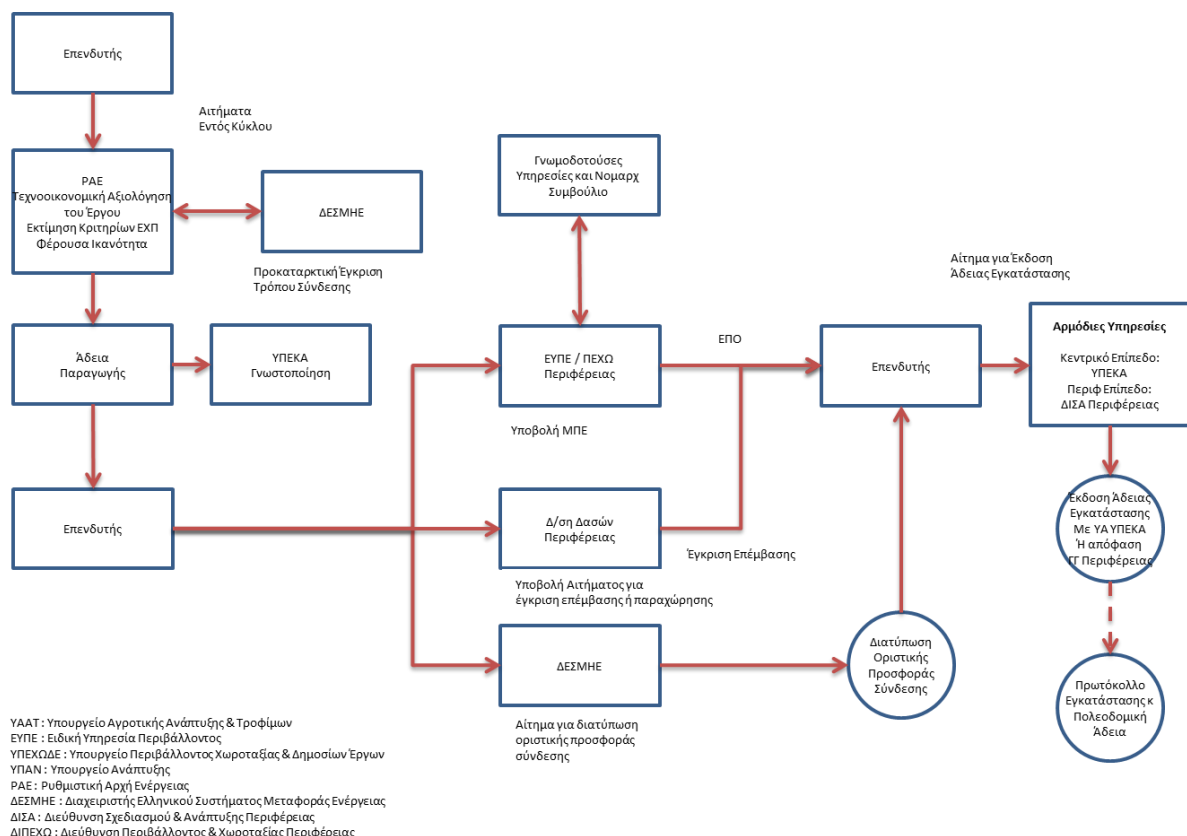 Επενδυτής
Αιτήματα
Εντός Κύκλου
ΡΑΕ
Τεχνοοικονομική Αξιολόγηση
του Έργου
Εκτίμηση Κριτηρίων ΕΧΠ
Φέρουσα Ικανότητα
ΔΕΣΜΗΕ
Προκαταρκτική Έγκριση
Τρόπου Σύνδεσης
Γνωμοδοτούσες
Υπηρεσίες και Νομαρχ
Συμβούλιο
Αίτημα για Έκδοση
Άδειας Εγκατάστασης
Άδεια
Παραγωγής
ΥΠΕΚΑ
Γνωστοποίηση
ΕΥΠΕ / ΠΕΧΩ
Περιφέρειας
Υποβολή ΜΠΕ
ΕΠΟ
Επενδυτής
Αρμόδιες Υπηρεσίες
Κεντρικό Επίπεδο:
ΥΠΕΚΑ
Περιφ Επίπεδο:
ΔΙΣΑ Περιφέρειας
Επενδυτής
Δ/ση Δασών
Περιφέρειας
Έγκριση Επέμβασης
Υποβολή Αιτήματος για
έγκριση επέμβασης ή παραχώρησης
Έκδοση Άδειας
Εγκατάστασης
Με ΥΑ ΥΠΕΚΑ
Ή απόφαση
ΓΓ Περιφέρειας
ΔΕΣΜΗΕ
Αίτημα για διατύπωση
οριστικής προσφοράς
σύνδεσης
Διατύπωση
Οριστικής
Προσφοράς
Σύνδεσης
Πρωτόκολλο
Εγκατάστασης κ
Πολεοδομική
Άδεια
ΥΑΑΤ : Υπουργείο Αγροτικής Ανάπτυξης & Τροφίμων
ΕΥΠΕ : Ειδική Υπηρεσία Περιβάλλοντος
ΥΠΕΧΩΔΕ : Υπουργείο Περιβάλλοντος Χωροταξίας & Δημοσίων Έργων
ΥΠΑΝ : Υπουργείο Ανάπτυξης
ΡΑΕ : Ρυθμιστική Αρχή Ενέργειας
ΔΕΣΜΗΕ : Διαχειριστής Ελληνικού Συστήματος Μεταφοράς Ενέργειας
ΔΙΣΑ : Διεύθυνση Σχεδιασμού & Ανάπτυξης Περιφέρειας
ΔΙΠΕΧΩ : Διεύθυνση Περιβάλλοντος & Χωροταξίας Περιφέρειας